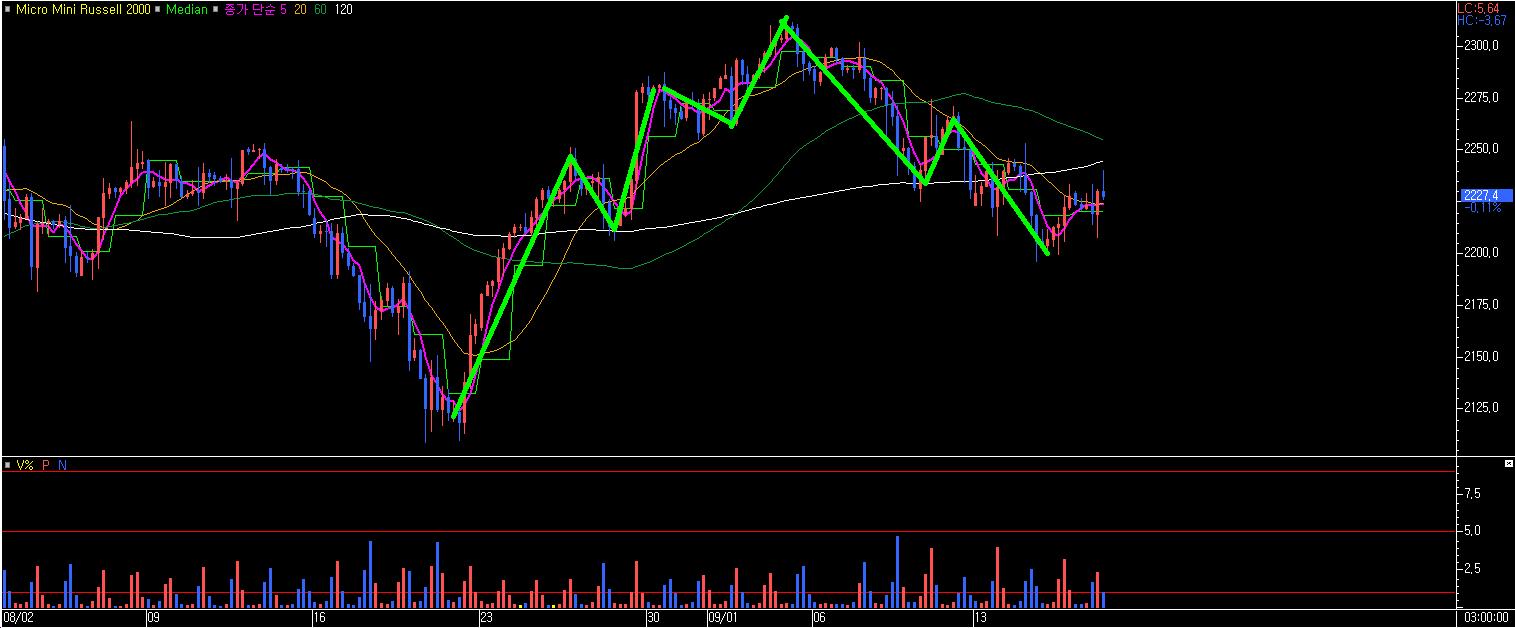 Micro Mini Russell 2000 Median 종가 단순 5 20 60 120
LC:5,64
HC:-3,67
2300,0
2275,0
2250,0
2227,4
-0,11%
2200,0
2175,0
2150,0
2125,0
V% P N
7,5
5,0
2,5
08/02 09 16 23 30 09/01 06 13 03:00:00